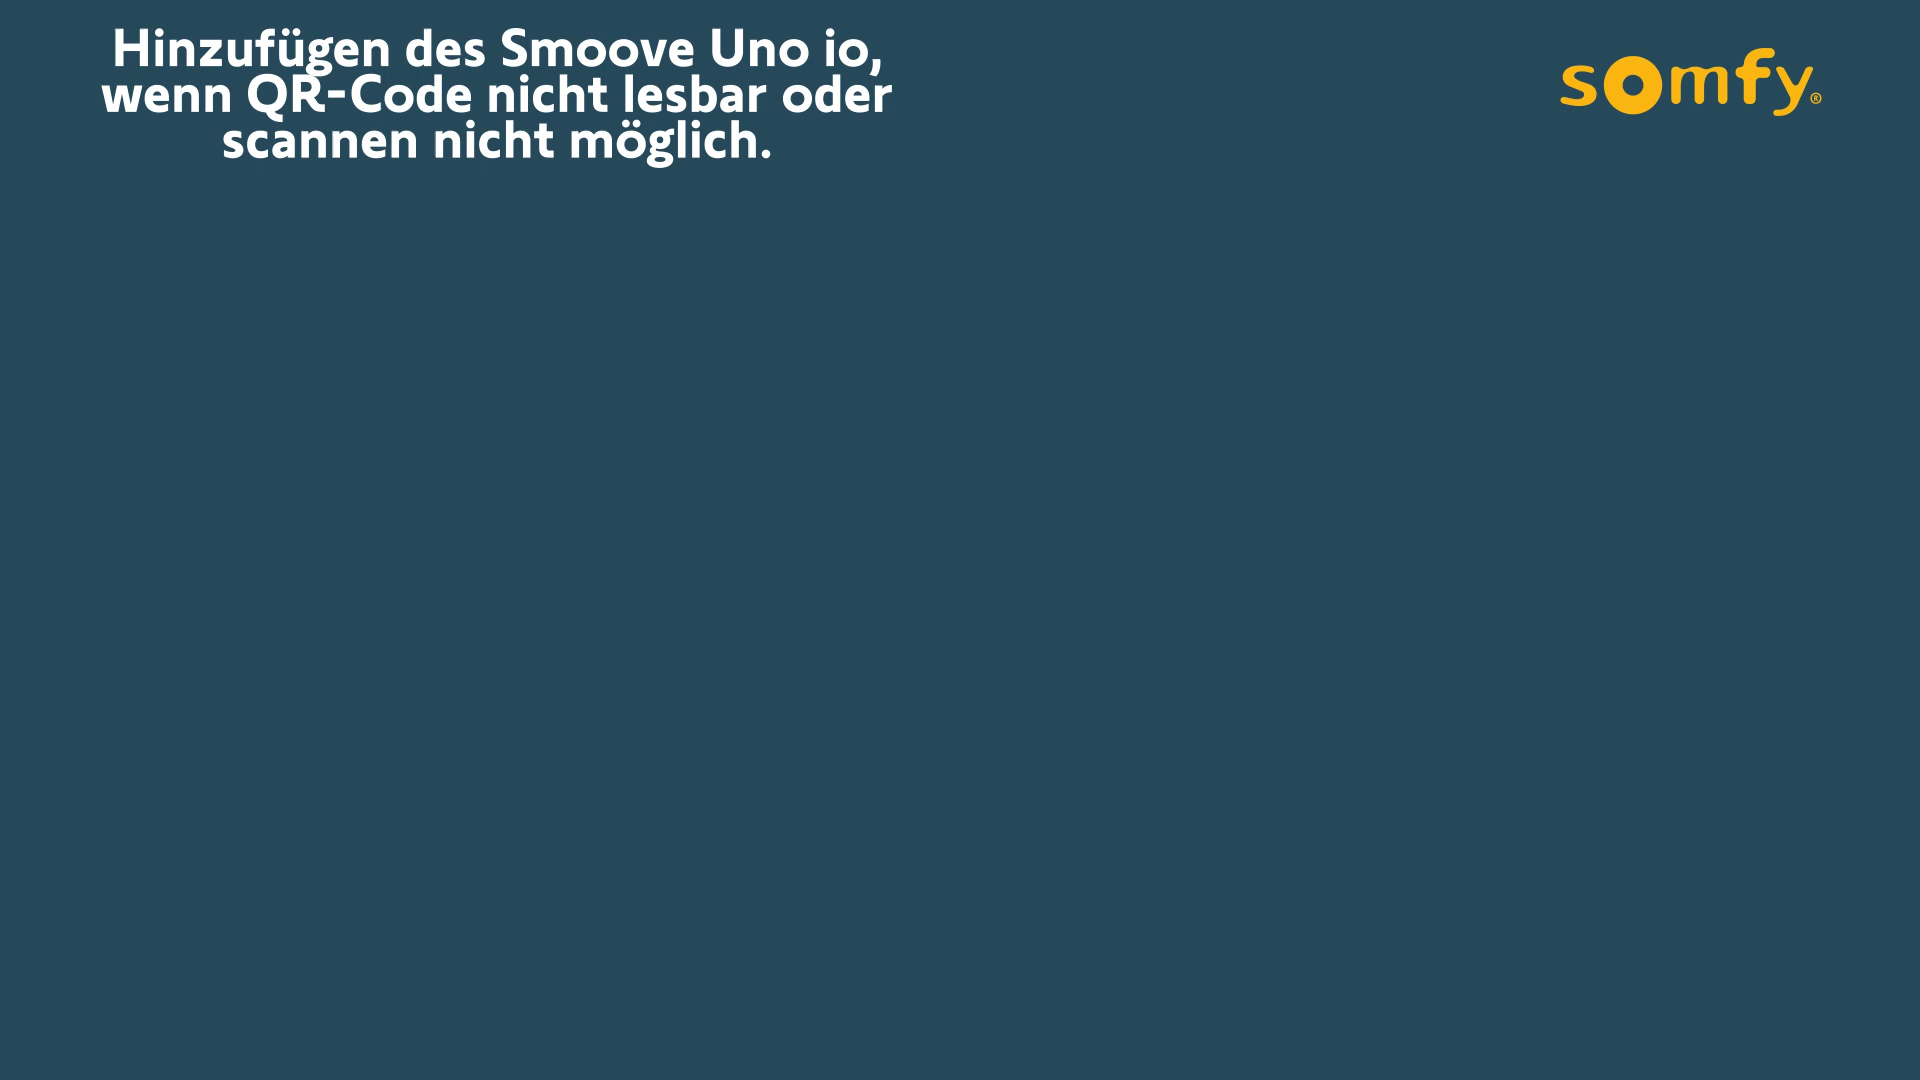 Hinzufügen des Smoove Uno io,
wenn QR-Code nicht lesbar oder
scannen nicht möglich.
somfy®